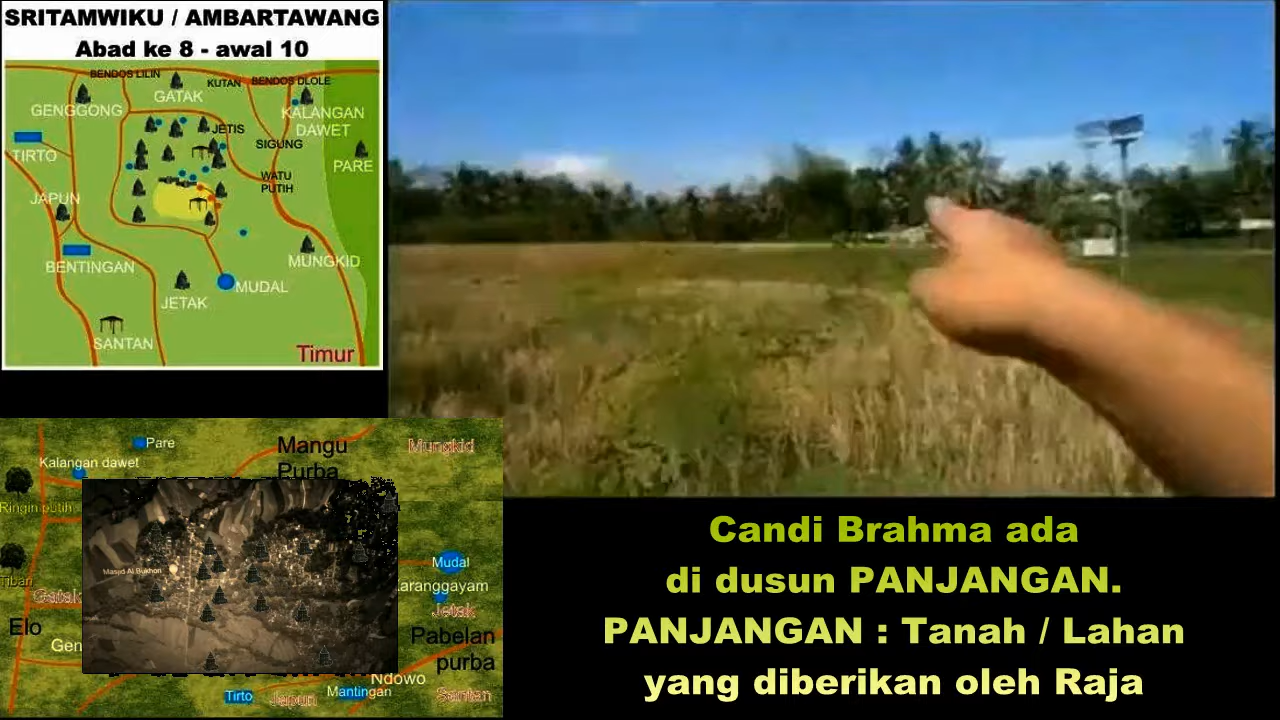 SRITAMWIKU / AMBARTAWANG
Abad ke 8 - awal 10
BENDOS LILIN
KUTAN
BENDOS DLOLE
GENGGONG
GATAK
KALANGAN
DAWET
JETIS
SIGUNG
TIRTO
PARE
WATU
PUTIH
JAPUN
BENTINGAN
MUNGKID
JETAK
MUDAL
SANTAN
Timur
Pare
Mangu
Purba
Mungkid
Kalangan dawet
Ringin putih
Masjid Al Bukhori
Mudal
Tiban
aranggayam
Gatak
Jetak
Elo
Gen
Pabelan
purba
Ndowo
Tirto
Japun
Mantingan
Santan
Candi Brahma ada
di dusun PANJANGAN.
PANJANGAN : Tanah / Lahan
yang diberikan oleh Raja